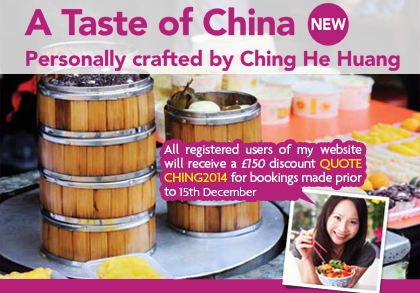 A Taste of China NEW
Personally crafted by Ching He Huang
All registered users of my website
will receive a £150 discount QUOTE
CHING2014 for bookings made prior
to 15th December